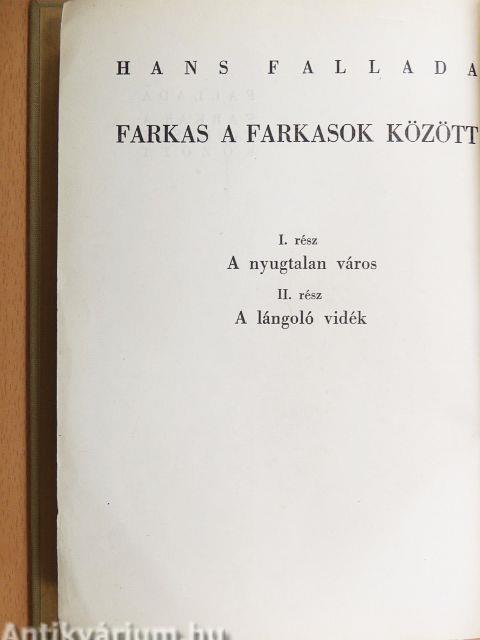 HANS FALLADA
FARKAS A FARKASOK KÖZÖTT
I. rész
A nyugtalan város
II. rész
A lángoló vidék
Antikvárium.hu